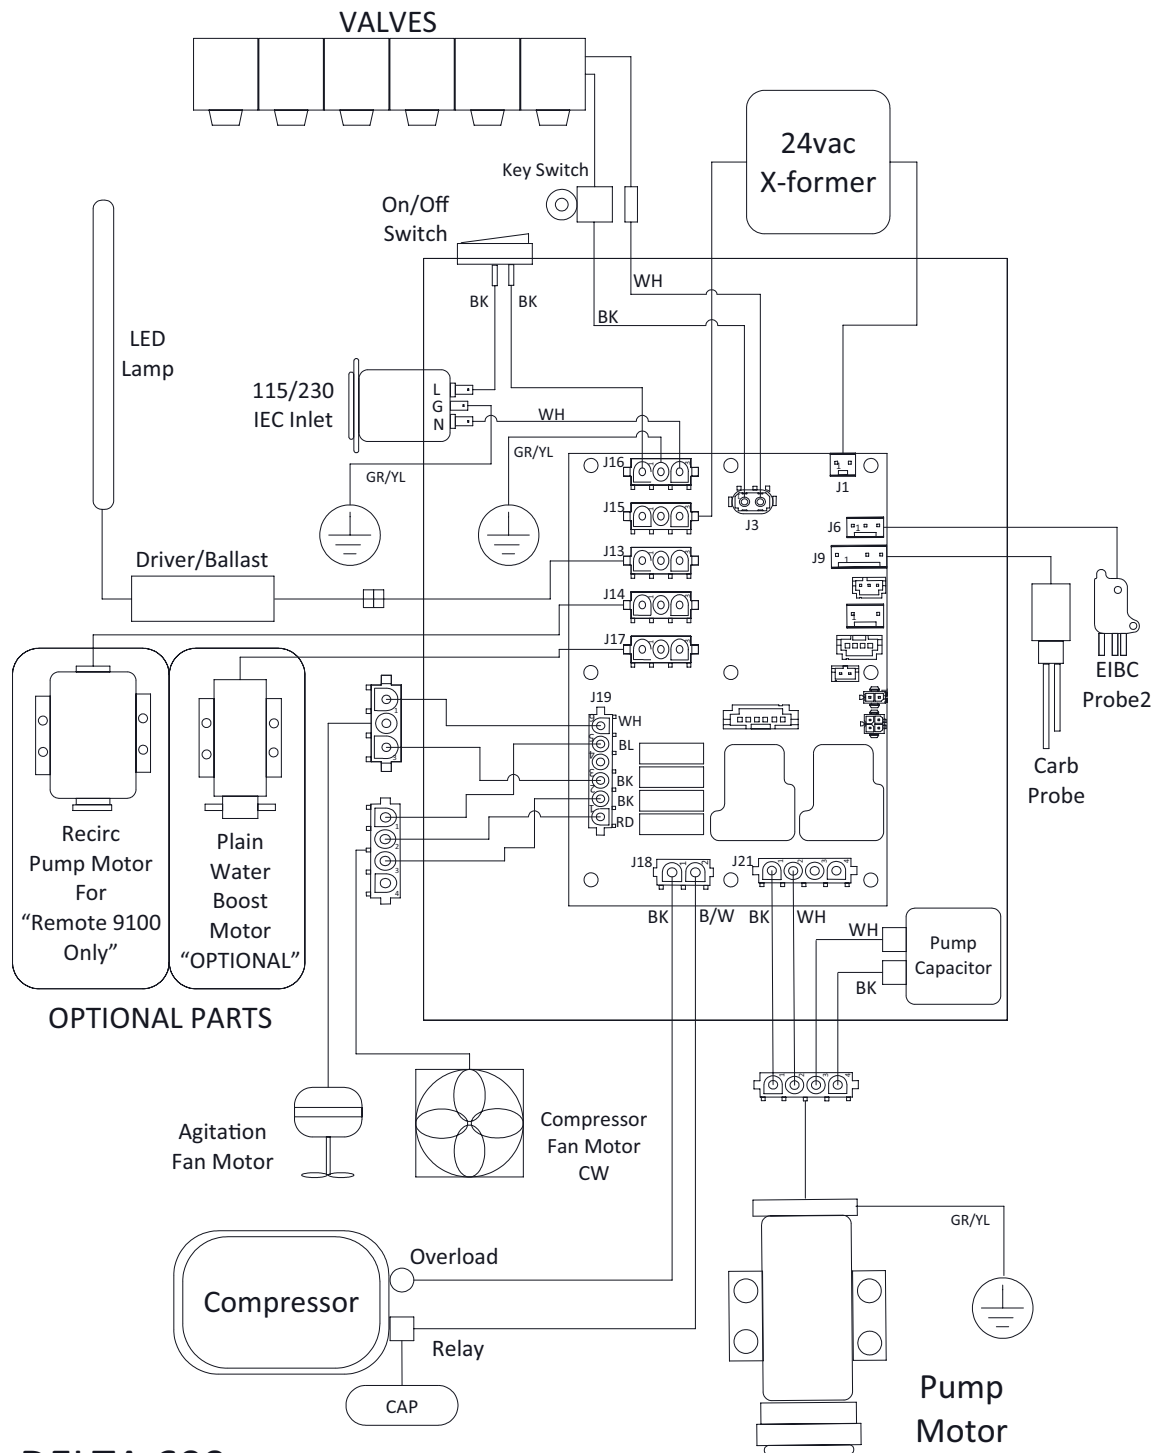 VALVES
24vac
X-former
Key Switch
On/Off
Switch
WH
BK
BK
BK
LED
Lamp
115/230
IEC Inlet
L
G
N
WH
GR/YL
GR/YL
J16
J1
J15
J3
J6
J13
J9
Driver/Ballast
J14
J17
EIBC
Probe2
J19
WH
BL
BK
BK
RD
Carb
Probe
Recirc
Pump Motor
For
“Remote 9100
Only”
Plain
Water
Boost
Motor
“OPTIONAL”
J18
J21
BK
B/W
BK
WH
WH
BK
Pump
Capacitor
OPTIONAL PARTS
Agitation
Fan Motor
Compressor
Fan Motor
CW
GR/YL
Overload
Compressor
Relay
CAP
Pump
Motor